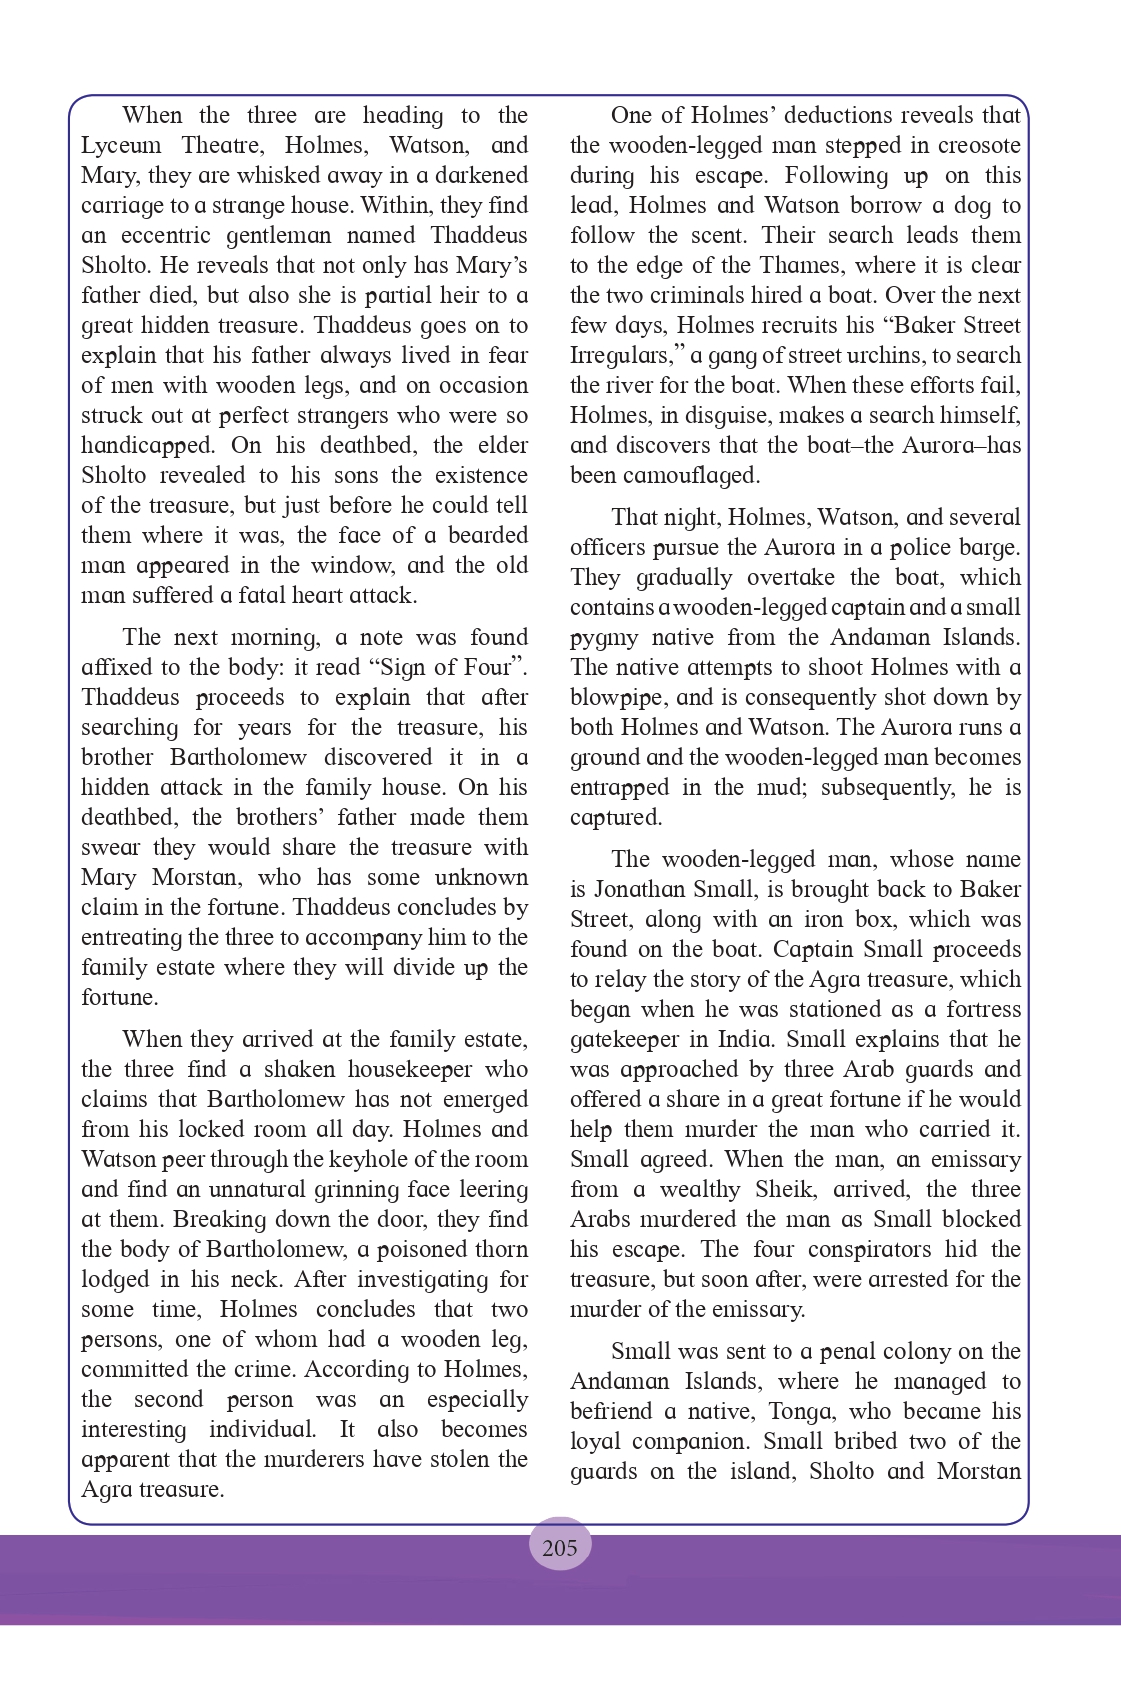 When the three are heading to the
Lyceum Theatre, Holmes, Watson, and
Mary, they are whisked away in a darkened
carriage to a strange house. Within, they find
an eccentric gentleman named Thaddeus
Sholto. He reveals that not only has Mary’s
father died, but also she is partial heir to a
great hidden treasure. Thaddeus goes on to
explain that his father always lived in fear
of men with wooden legs, and on occasion
struck out at perfect strangers who were so
handicapped. On his deathbed, the elder
Sholto revealed to his sons the existence
of the treasure, but just before he could tell
them where it was, the face of a bearded
man appeared in the window, and the old
man suffered a fatal heart attack.
The next morning, a note was found
affixed to the body: it read “Sign of Four”.
Thaddeus proceeds to explain that after
searching for years for the treasure, his
brother Bartholomew discovered it in a
hidden attack in the family house. On his
deathbed, the brothers’ father made them
swear they would share the treasure with
Mary Morstan, who has some unknown
claim in the fortune. Thaddeus concludes by
entreating the three to accompany him to the
family estate where they will divide up the
fortune.
When they arrived at the family estate,
the three find a shaken housekeeper who
claims that Bartholomew has not emerged
from his locked room all day. Holmes and
Watson peer through the keyhole of the room
and find an unnatural grinning face leering
at them. Breaking down the door, they find
the body of Bartholomew, a poisoned thorn
lodged in his neck. After investigating for
some time, Holmes concludes that two
persons, one of whom had a wooden leg,
committed the crime. According to Holmes,
the second person was an especially
interesting individual. It also becomes
apparent that the murderers have stolen the
Agra treasure.
One of Holmes’ deductions reveals that
the wooden-legged man stepped in creosote
during his escape. Following up on this
lead, Holmes and Watson borrow a dog to
follow the scent. Their search leads them
to the edge of the Thames, where it is clear
the two criminals hired a boat. Over the next
few days, Holmes recruits his “Baker Street
Irregulars,” a gang of street urchins, to search
the river for the boat. When these efforts fail,
Holmes, in disguise, makes a search himself,
and discovers that the boat–the Aurora–has
been camouflaged.
That night, Holmes, Watson, and several
officers pursue the Aurora in a police barge.
They gradually overtake the boat, which
contains a wooden-legged captain and a small
pygmy native from the Andaman Islands.
The native attempts to shoot Holmes with a
blowpipe, and is consequently shot down by
both Holmes and Watson. The Aurora runs a
ground and the wooden-legged man becomes
entrapped in the mud; subsequently, he is
captured.
The wooden-legged man, whose name
is Jonathan Small, is brought back to Baker
Street, along with an iron box, which was
found on the boat. Captain Small proceeds
to relay the story of the Agra treasure, which
began when he was stationed as a fortress
gatekeeper in India. Small explains that he
was approached by three Arab guards and
offered a share in a great fortune if he would
help them murder the man who carried it.
Small agreed. When the man, an emissary
from a wealthy Sheik, arrived, the three
Arabs murdered the man as Small blocked
his escape. The four conspirators hid the
treasure, but soon after, were arrested for the
murder of the emissary.
Small was sent to a penal colony on the
Andaman Islands, where he managed to
befriend a native, Tonga, who became his
loyal companion. Small bribed two of the
guards on the island, Sholto and Morstan
205